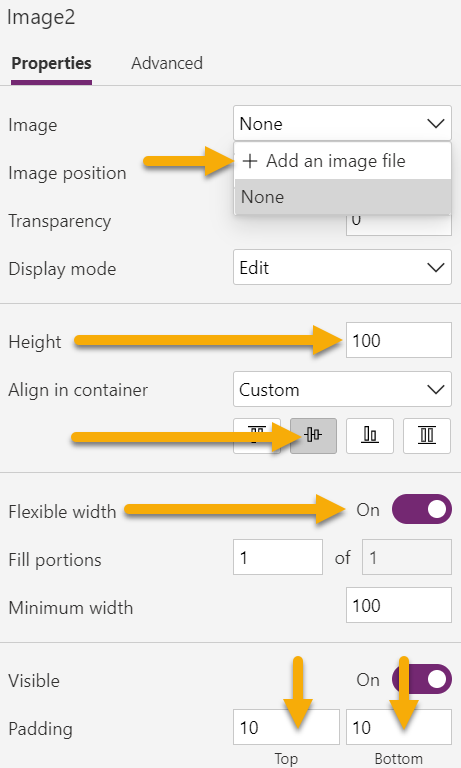 Image2
Properties Advanced
Image None
+ Add an image file
Image position
None
Transparency 0
Display mode Edit
Height 100
Align in container Custom
Flexible width On
Fill portions 1 of 1
Minimum width 100
Visible On
Padding 10 10
Top Bottom